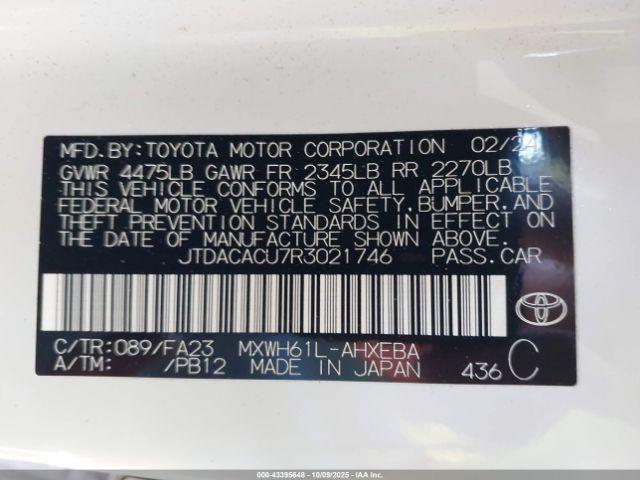 MFD.BY:TOYOTA MOTOR CORPORATION 02/24
GVWR 4475LB GAWR FR 2345LB RR 2270LB
THIS VEHICLE CONFORMS TO ALL APPLICABLE
FEDERAL MOTOR VEHICLE SAFETY,BUMPER,AND
THEFT PREVENTION STANDARDS IN EFFECT ON
THE DATE OF MANUFACTURE SHOWN ABOVE.
JTDACACU7R3021746 PASS.CAR
C/TR:089/FA23 MXWH61L-AHXEBA
A/TM: /PB12 MADE IN JAPAN 436 C
000-43395648 - 10/09/2025 - IAAI.CA